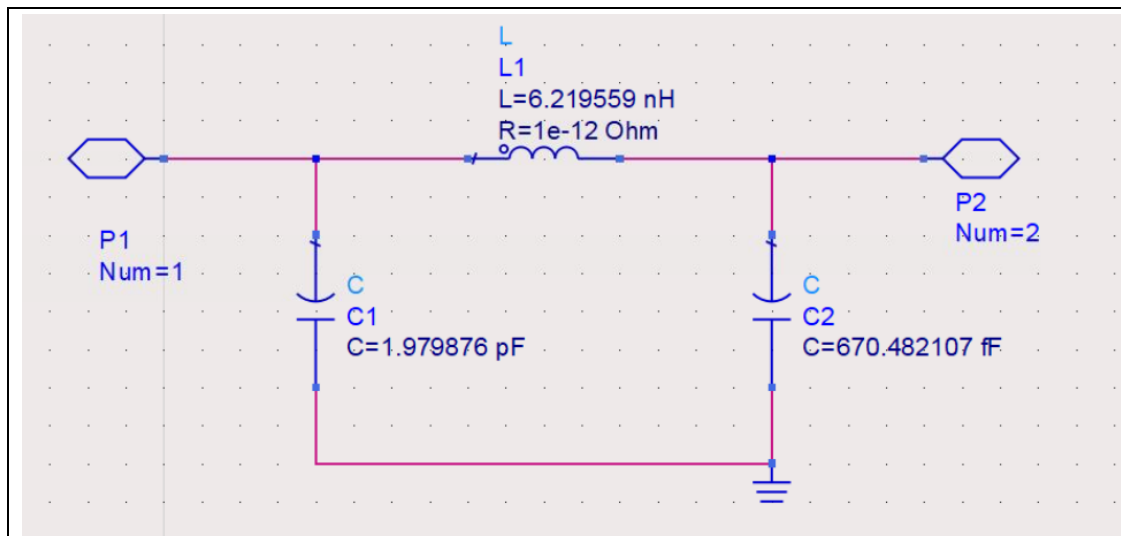 L
L1
L=6.219559 nH
R=1e-12 Ohm
P1
Num=1
P2
Num=2
C
C1
C=1.979876 pF
C
C2
C=670.482107 fF